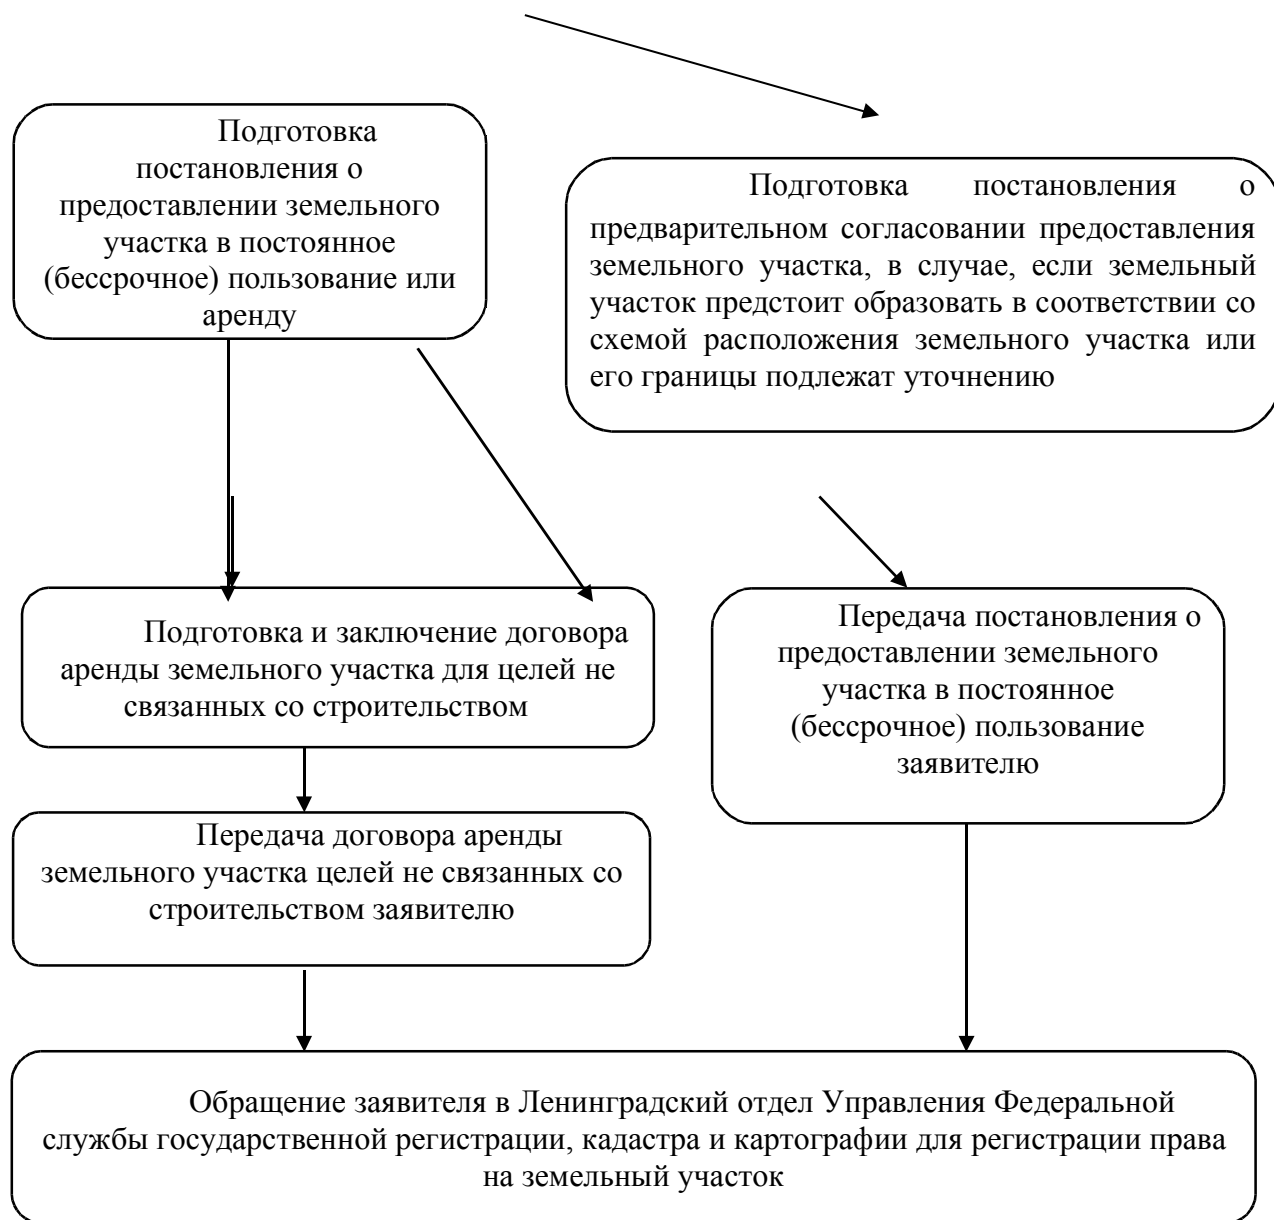 Подготовка
постановления о
предоставлении земельного
участка в постоянное
(бессрочное) пользование или
аренду
Подготовка постановления о
предварительном согласовании предоставления
земельного участка, в случае, если земельный
участок предстоит образовать в соответствии со
схемой расположения земельного участка или
его границы подлежат уточнению
Подготовка и заключение договора
аренды земельного участка для целей не
связанных со строительством
Передача постановления о
предоставлении земельного
участка в постоянное
(бессрочное) пользование
заявителю
Передача договора аренды
земельного участка целей не связанных со
строительством заявителю
Обращение заявителя в Ленинградский отдел Управления Федеральной
службы государственной регистрации, кадастра и картографии для регистрации права
на земельный участок